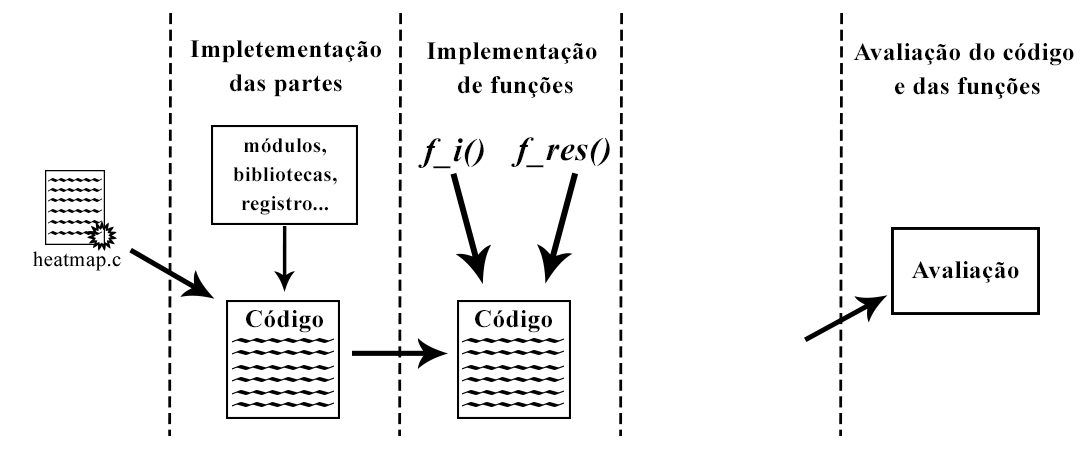 Impletementação
das partes
Implementação
de funções
Avaliação do código
e das funções
módulos,
bibliotecas,
registro...
f_i()
f_res()
heatmap.c
Código
Código
Avaliação